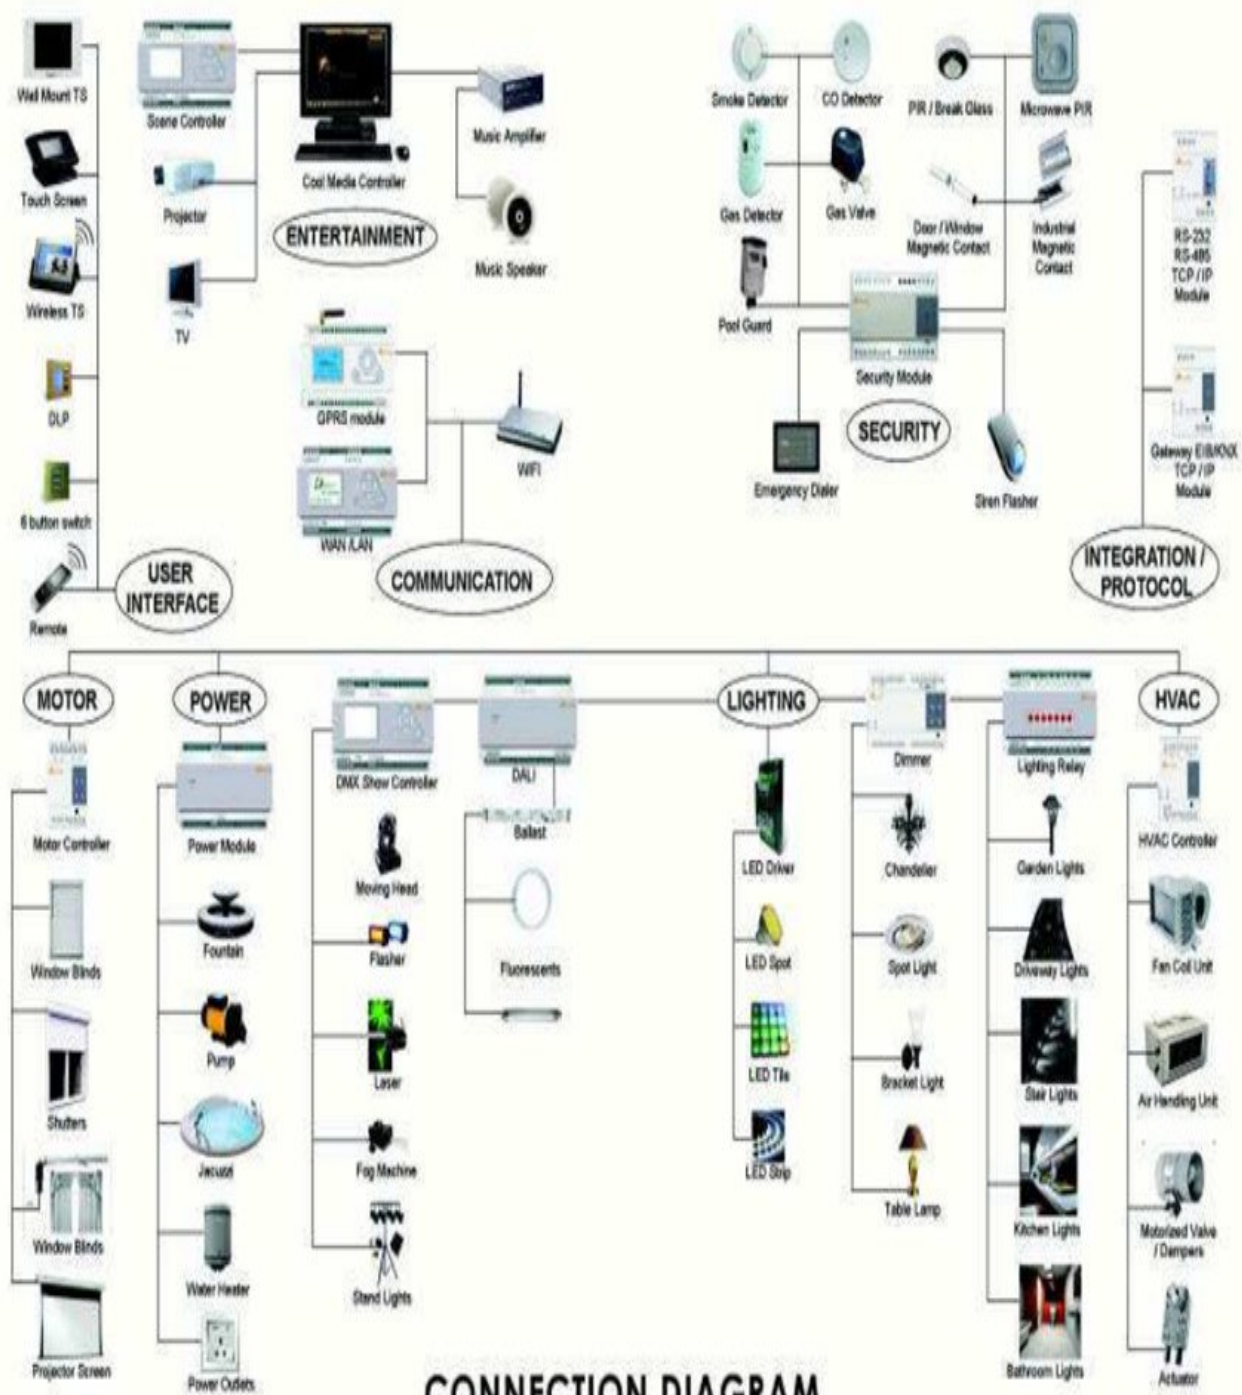 Wall Mount TS
Touch Screen
Wireless TS
DLP
6 button switch
Remote
USER
INTERFACE
Scene Controller
Projector
TV
Cool Media Controller
ENTERTAINMENT
Music Amplifier
Music Speaker
GPRS module
WAN /LAN
WIFI
COMMUNICATION
Smoke Detector
CO Detector
Gas Detector
Gas Valve
Pool Guard
PIR / Break Glass
Microwave PIR
Door / Window
Magnetic Contact
Industrial
Magnetic
Contact
Security Module
SECURITY
Emergency Dialer
Siren Flasher
RS-232
RS-485
TCP / IP
Module
Gateway EIB/KNX
TCP / IP
Module
INTEGRATION /
PROTOCOL
MOTOR
Motor Controller
Window Blinds
Shutters
Window Blinds
Projector Screen
POWER
Power Module
Fountain
Pump
Jacuzzi
Water Heater
Power Outlets
DMX Show Controller
Moving Head
Flasher
Laser
Fog Machine
Stand Lights
DALI
Ballast
Fluorescents
LIGHTING
LED Driver
LED Spot
LED Tile
LED Strip
Dimmer
Chandelier
Spot Light
Bracket Light
Table Lamp
Lighting Relay
Garden Lights
Driveway Lights
Stair Lights
Kitchen Lights
Bathroom Lights
HVAC
HVAC Controller
Fan Coil Unit
Air Handling Unit
Motorized Valve
/ Dampers
Actuator
CONNECTION DIAGRAM